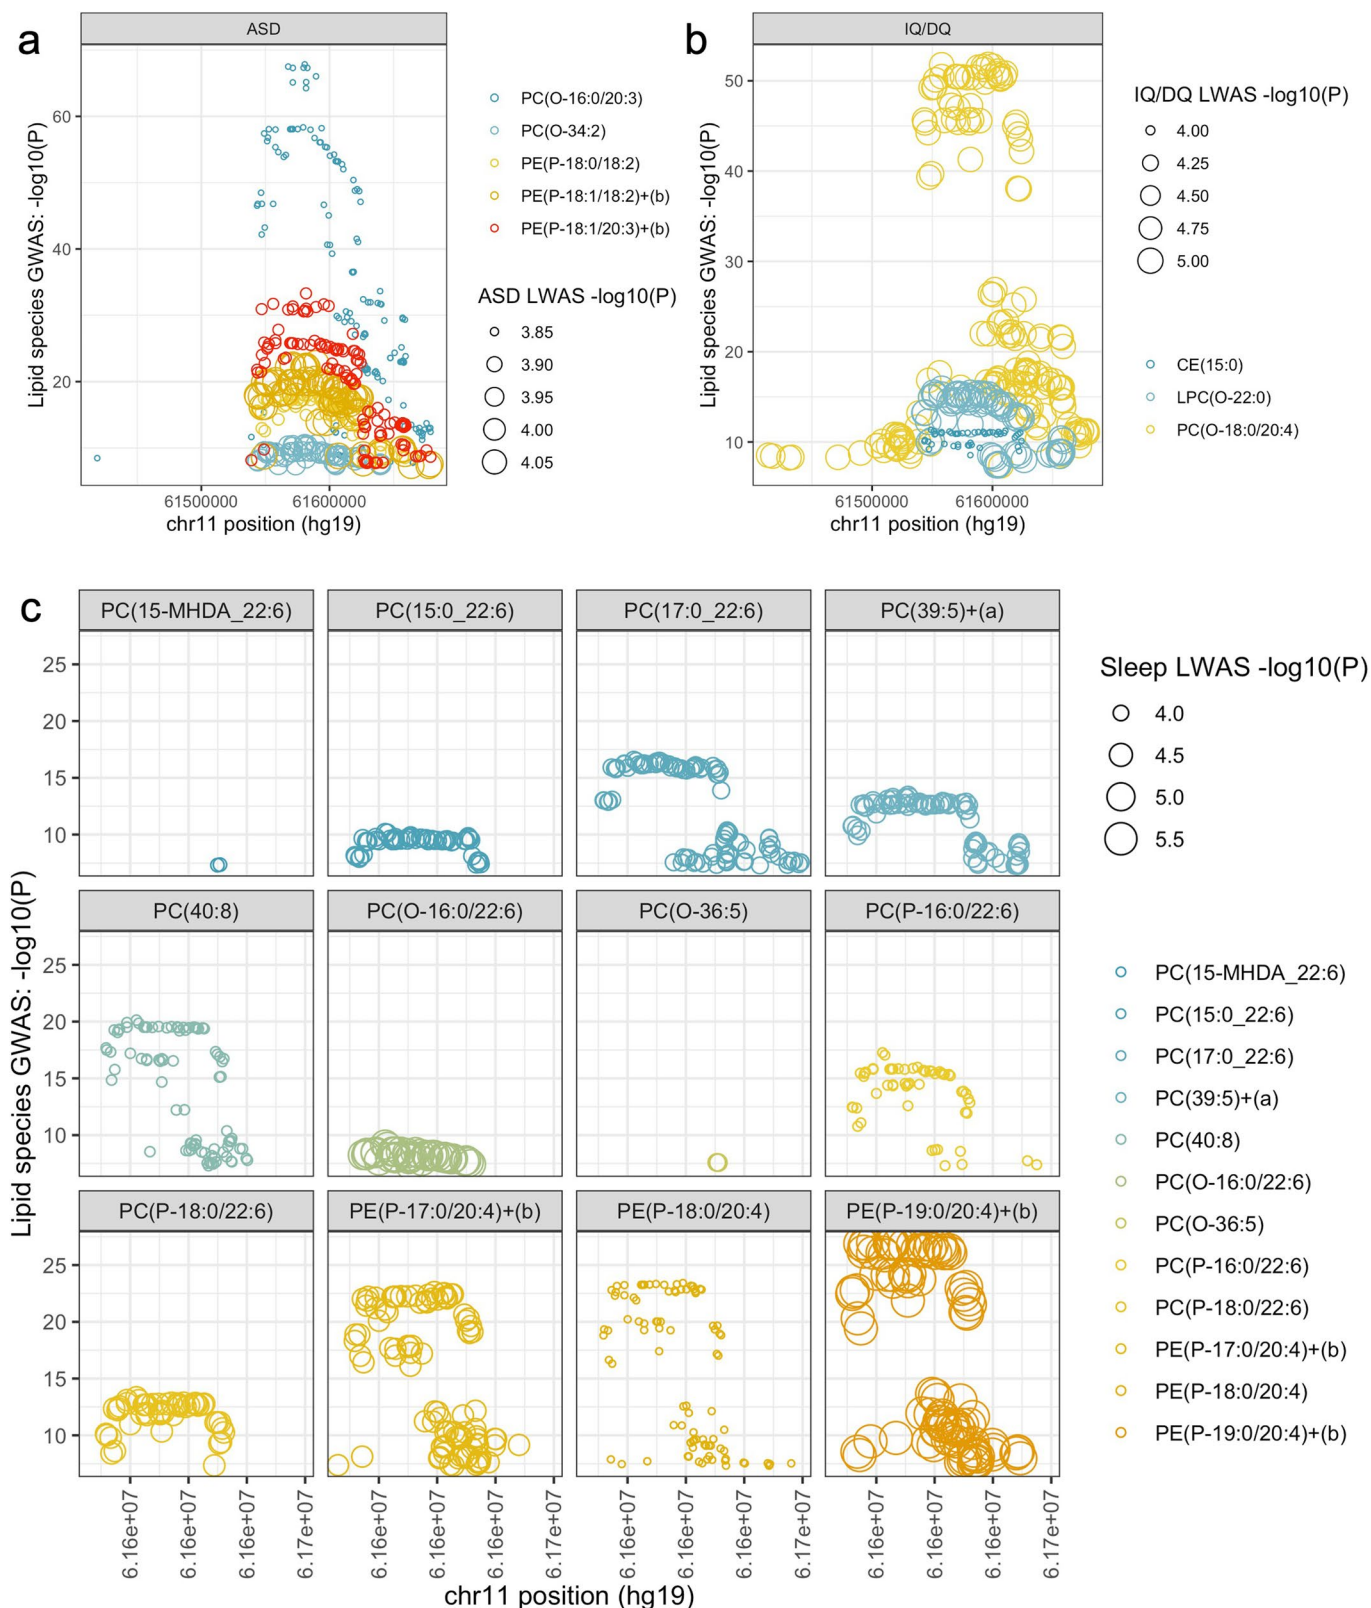 a
ASD
Lipid species GWAS: -log10(P)
60
40
20
61500000
61600000
chr11 position (hg19)
PC(O-16:0/20:3)
PC(O-34:2)
PE(P-18:0/18:2)
PE(P-18:1/18:2)+(b)
PE(P-18:1/20:3)+(b)
ASD LWAS -log10(P)
3.85
3.90
3.95
4.00
4.05
b
IQ/DQ
Lipid species GWAS: -log10(P)
50
40
30
20
10
61500000
61600000
chr11 position (hg19)
IQ/DQ LWAS -log10(P)
4.00
4.25
4.50
4.75
5.00
CE(15:0)
LPC(O-22:0)
PC(O-18:0/20:4)
c
Lipid species GWAS: -log10(P)
PC(15-MHDA_22:6)
PC(15:0_22:6)
PC(17:0_22:6)
PC(39:5)+(a)
25
20
15
10
PC(40:8)
PC(O-16:0/22:6)
PC(O-36:5)
PC(P-16:0/22:6)
25
20
15
10
PC(P-18:0/22:6)
PE(P-17:0/20:4)+(b)
PE(P-18:0/20:4)
PE(P-19:0/20:4)+(b)
25
20
15
10
6.16e+07
6.16e+07
6.16e+07
6.17e+07
6.16e+07
6.16e+07
6.16e+07
6.17e+07
6.16e+07
6.16e+07
6.16e+07
6.17e+07
6.16e+07
6.16e+07
6.16e+07
6.17e+07
chr11 position (hg19)
Sleep LWAS -log10(P)
4.0
4.5
5.0
5.5
PC(15-MHDA_22:6)
PC(15:0_22:6)
PC(17:0_22:6)
PC(39:5)+(a)
PC(40:8)
PC(O-16:0/22:6)
PC(O-36:5)
PC(P-16:0/22:6)
PC(P-18:0/22:6)
PE(P-17:0/20:4)+(b)
PE(P-18:0/20:4)
PE(P-19:0/20:4)+(b)